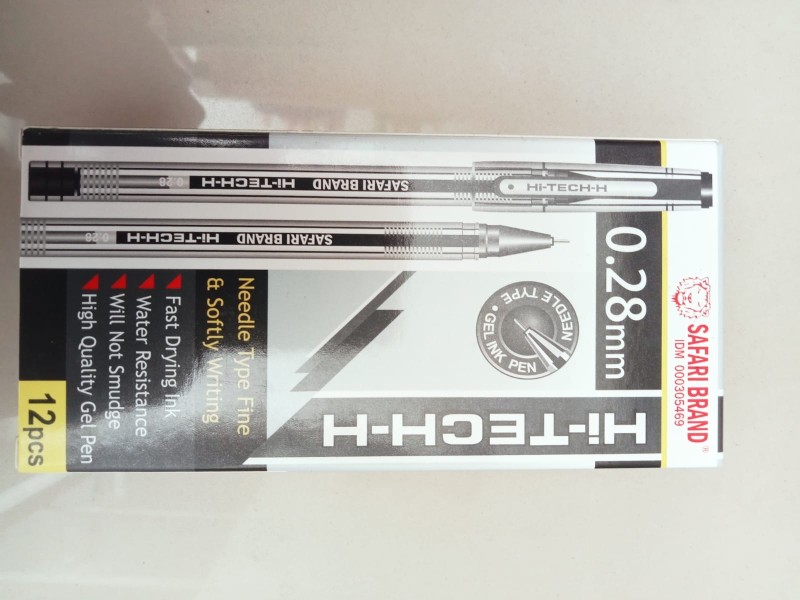 SAFARI BRAND®
IDM 000305469
0.28mm
Hi-TECH-H
Hi-TECH-H
SAFARI BRAND Hi-TECH-H 0.28
SAFARI BRAND Hi-TECH-H 0.28
NEEDLE TYPE • GEL INK PEN •
Needle Type Fine
& Softly Writing
Fast Drying Ink
Water Resistance
Will Not Smudge
High Quality Gel Pen
12pcs